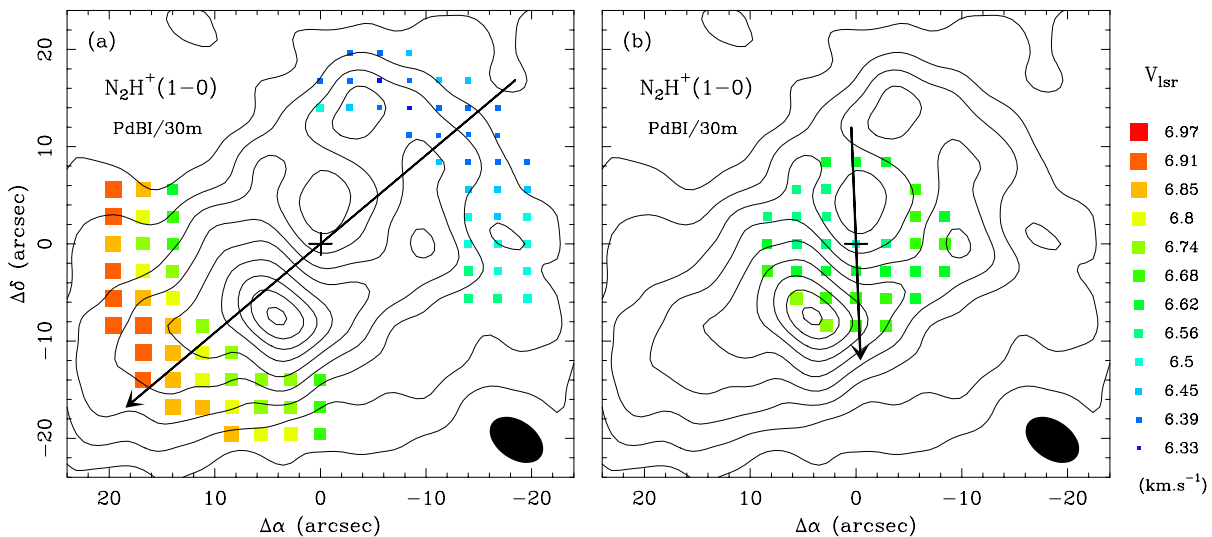 (a)
N₂H⁺(1-0)
PdBI/30m
20
10
0
-10
-20
Δδ (arcsec)
20
10
0
-10
-20
Δα (arcsec)
(b)
N₂H⁺(1-0)
PdBI/30m
20
10
0
-10
-20
Δα (arcsec)
V_lsr
6.97
6.91
6.85
6.8
6.74
6.68
6.62
6.56
6.5
6.45
6.39
6.33
(km.s⁻¹)